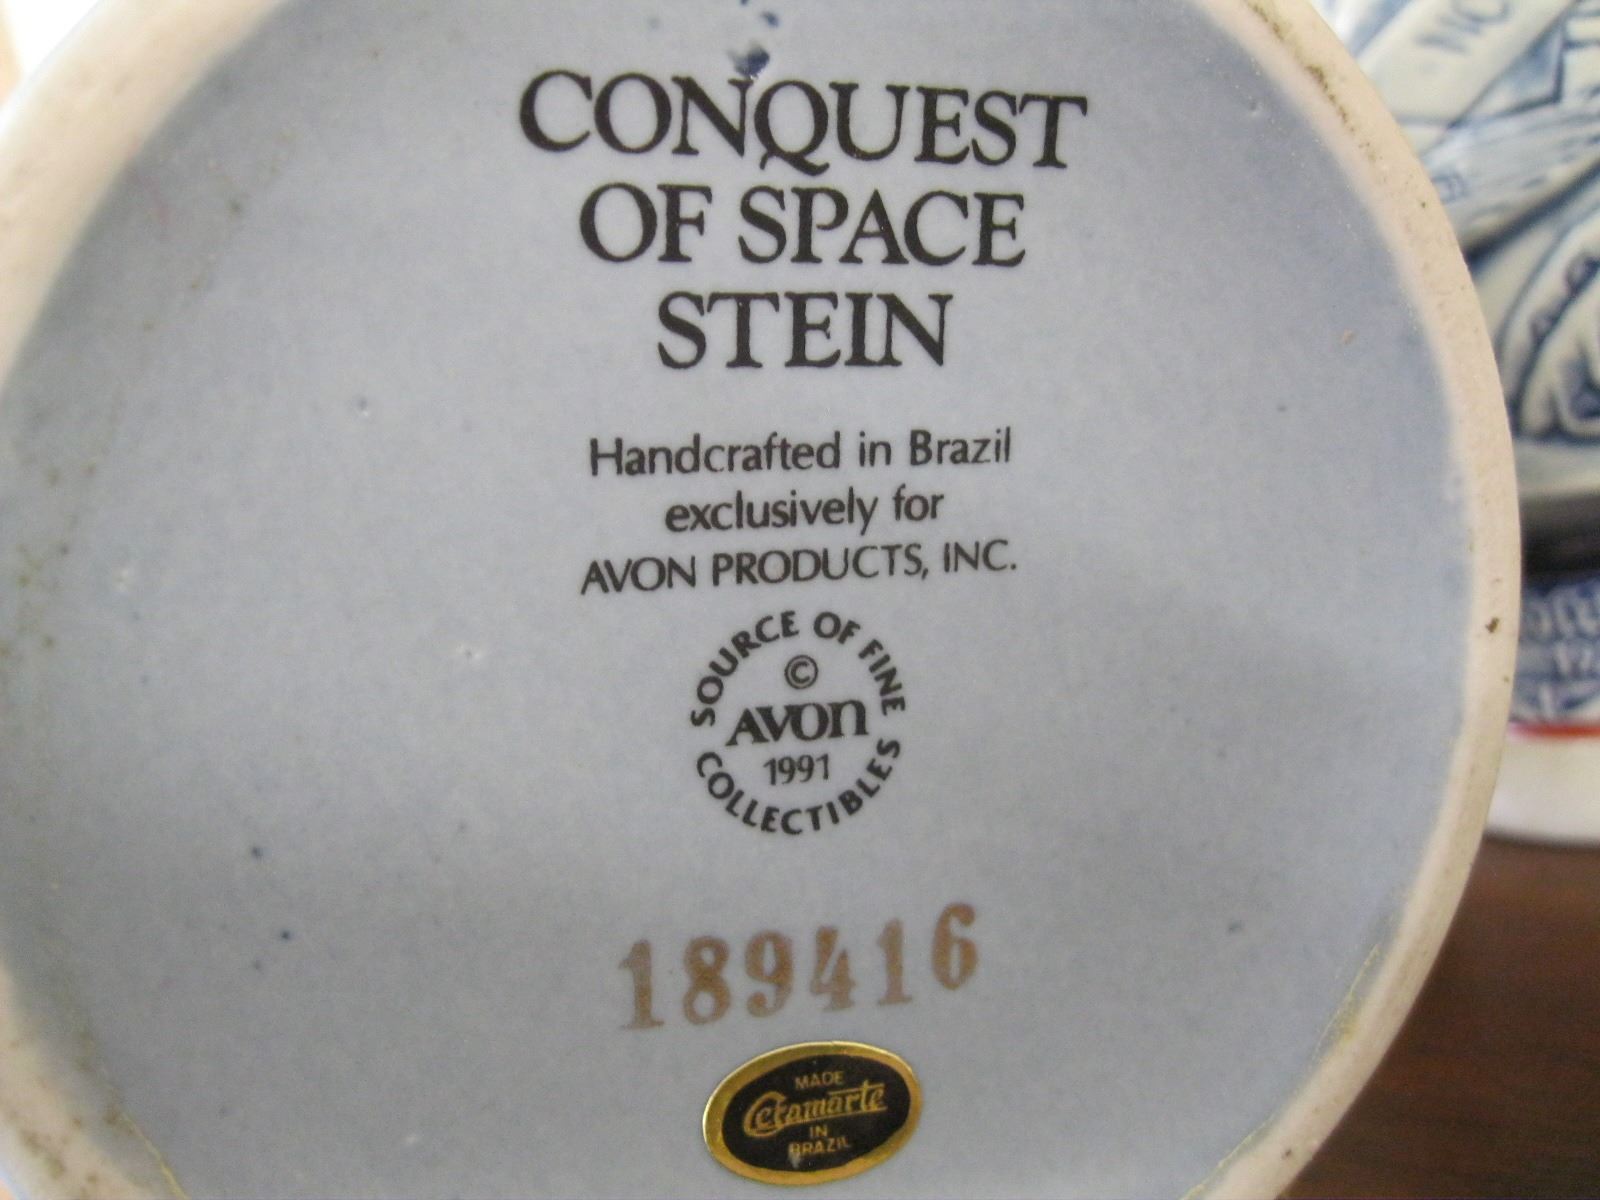 CONQUEST
OF SPACE
STEIN
Handcrafted in Brazil
exclusively for
AVON PRODUCTS, INC.
SOURCE OF FINE
©
AVON
1991
COLLECTIBLES
189416
MADE
Ceramarte
IN
BRAZIL